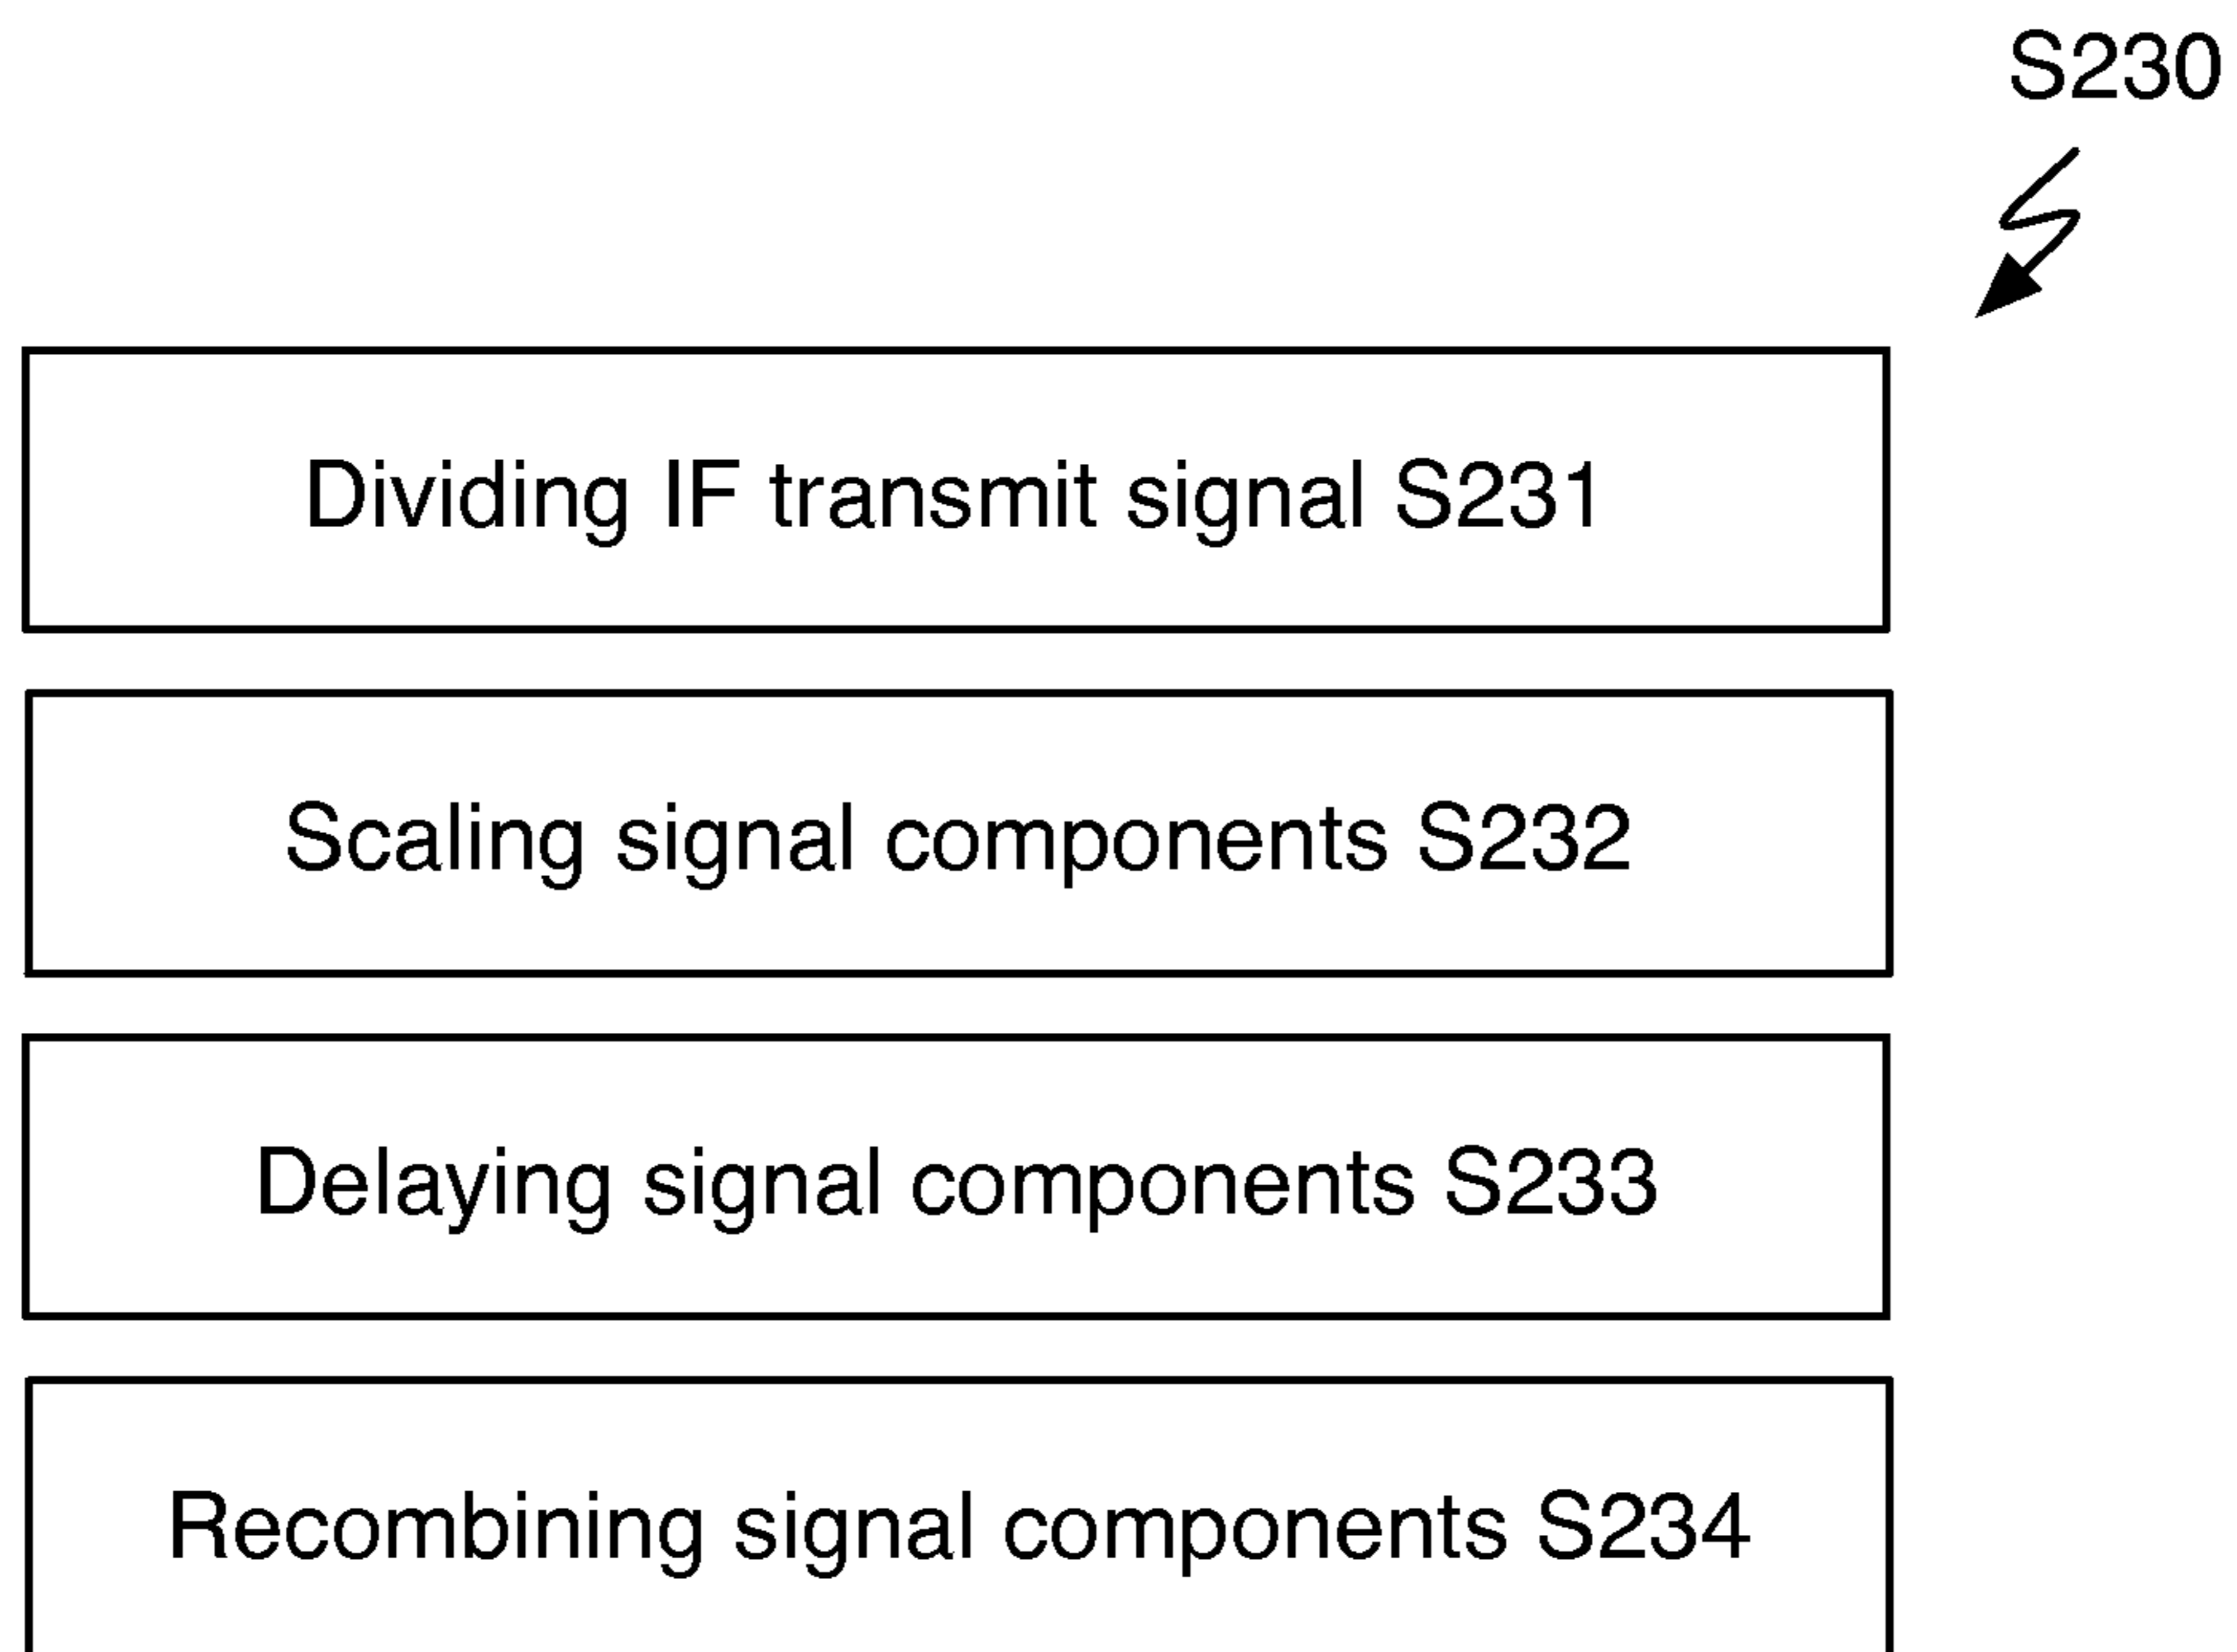 S230
Dividing IF transmit signal S231
Scaling signal components S232
Delaying signal components S233
Recombining signal components S234